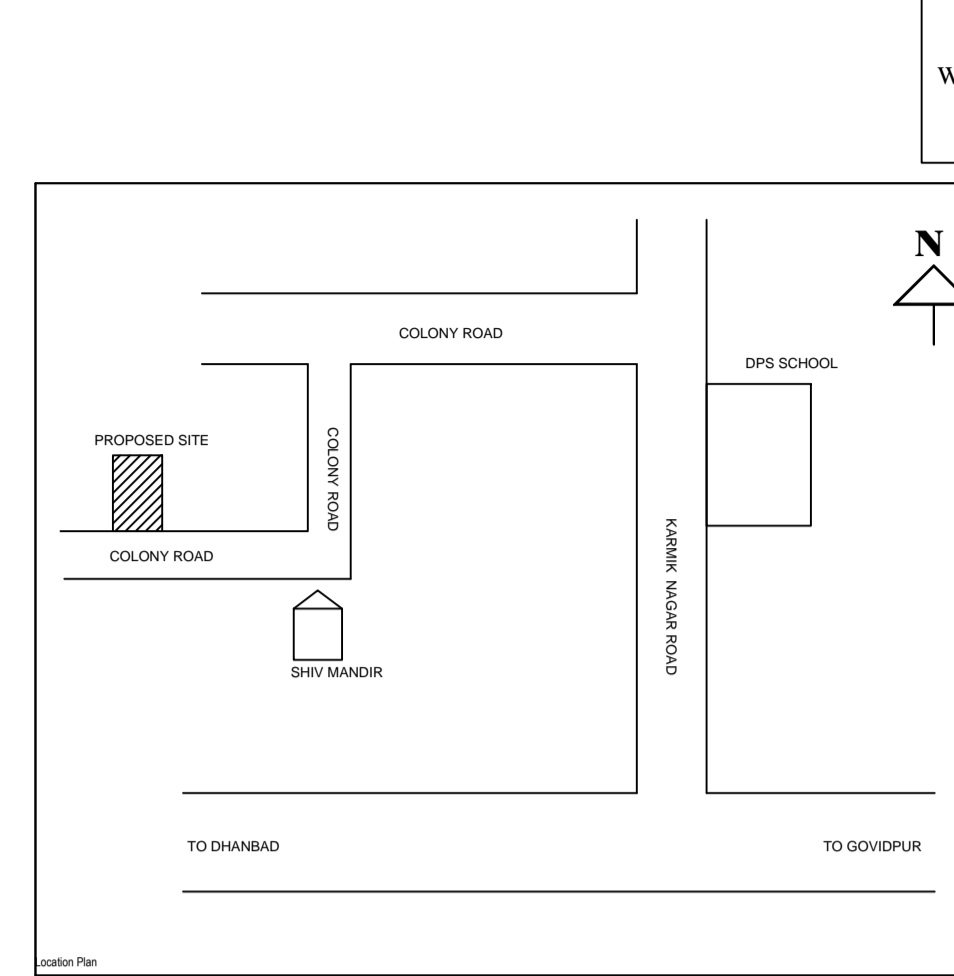 W
N
COLONY ROAD
DPS SCHOOL
PROPOSED SITE
COLONY ROAD
COLONY ROAD
KARMIK NAGAR ROAD
SHIV MANDIR
TO DHANBAD
TO GOVIDPUR
Location Plan